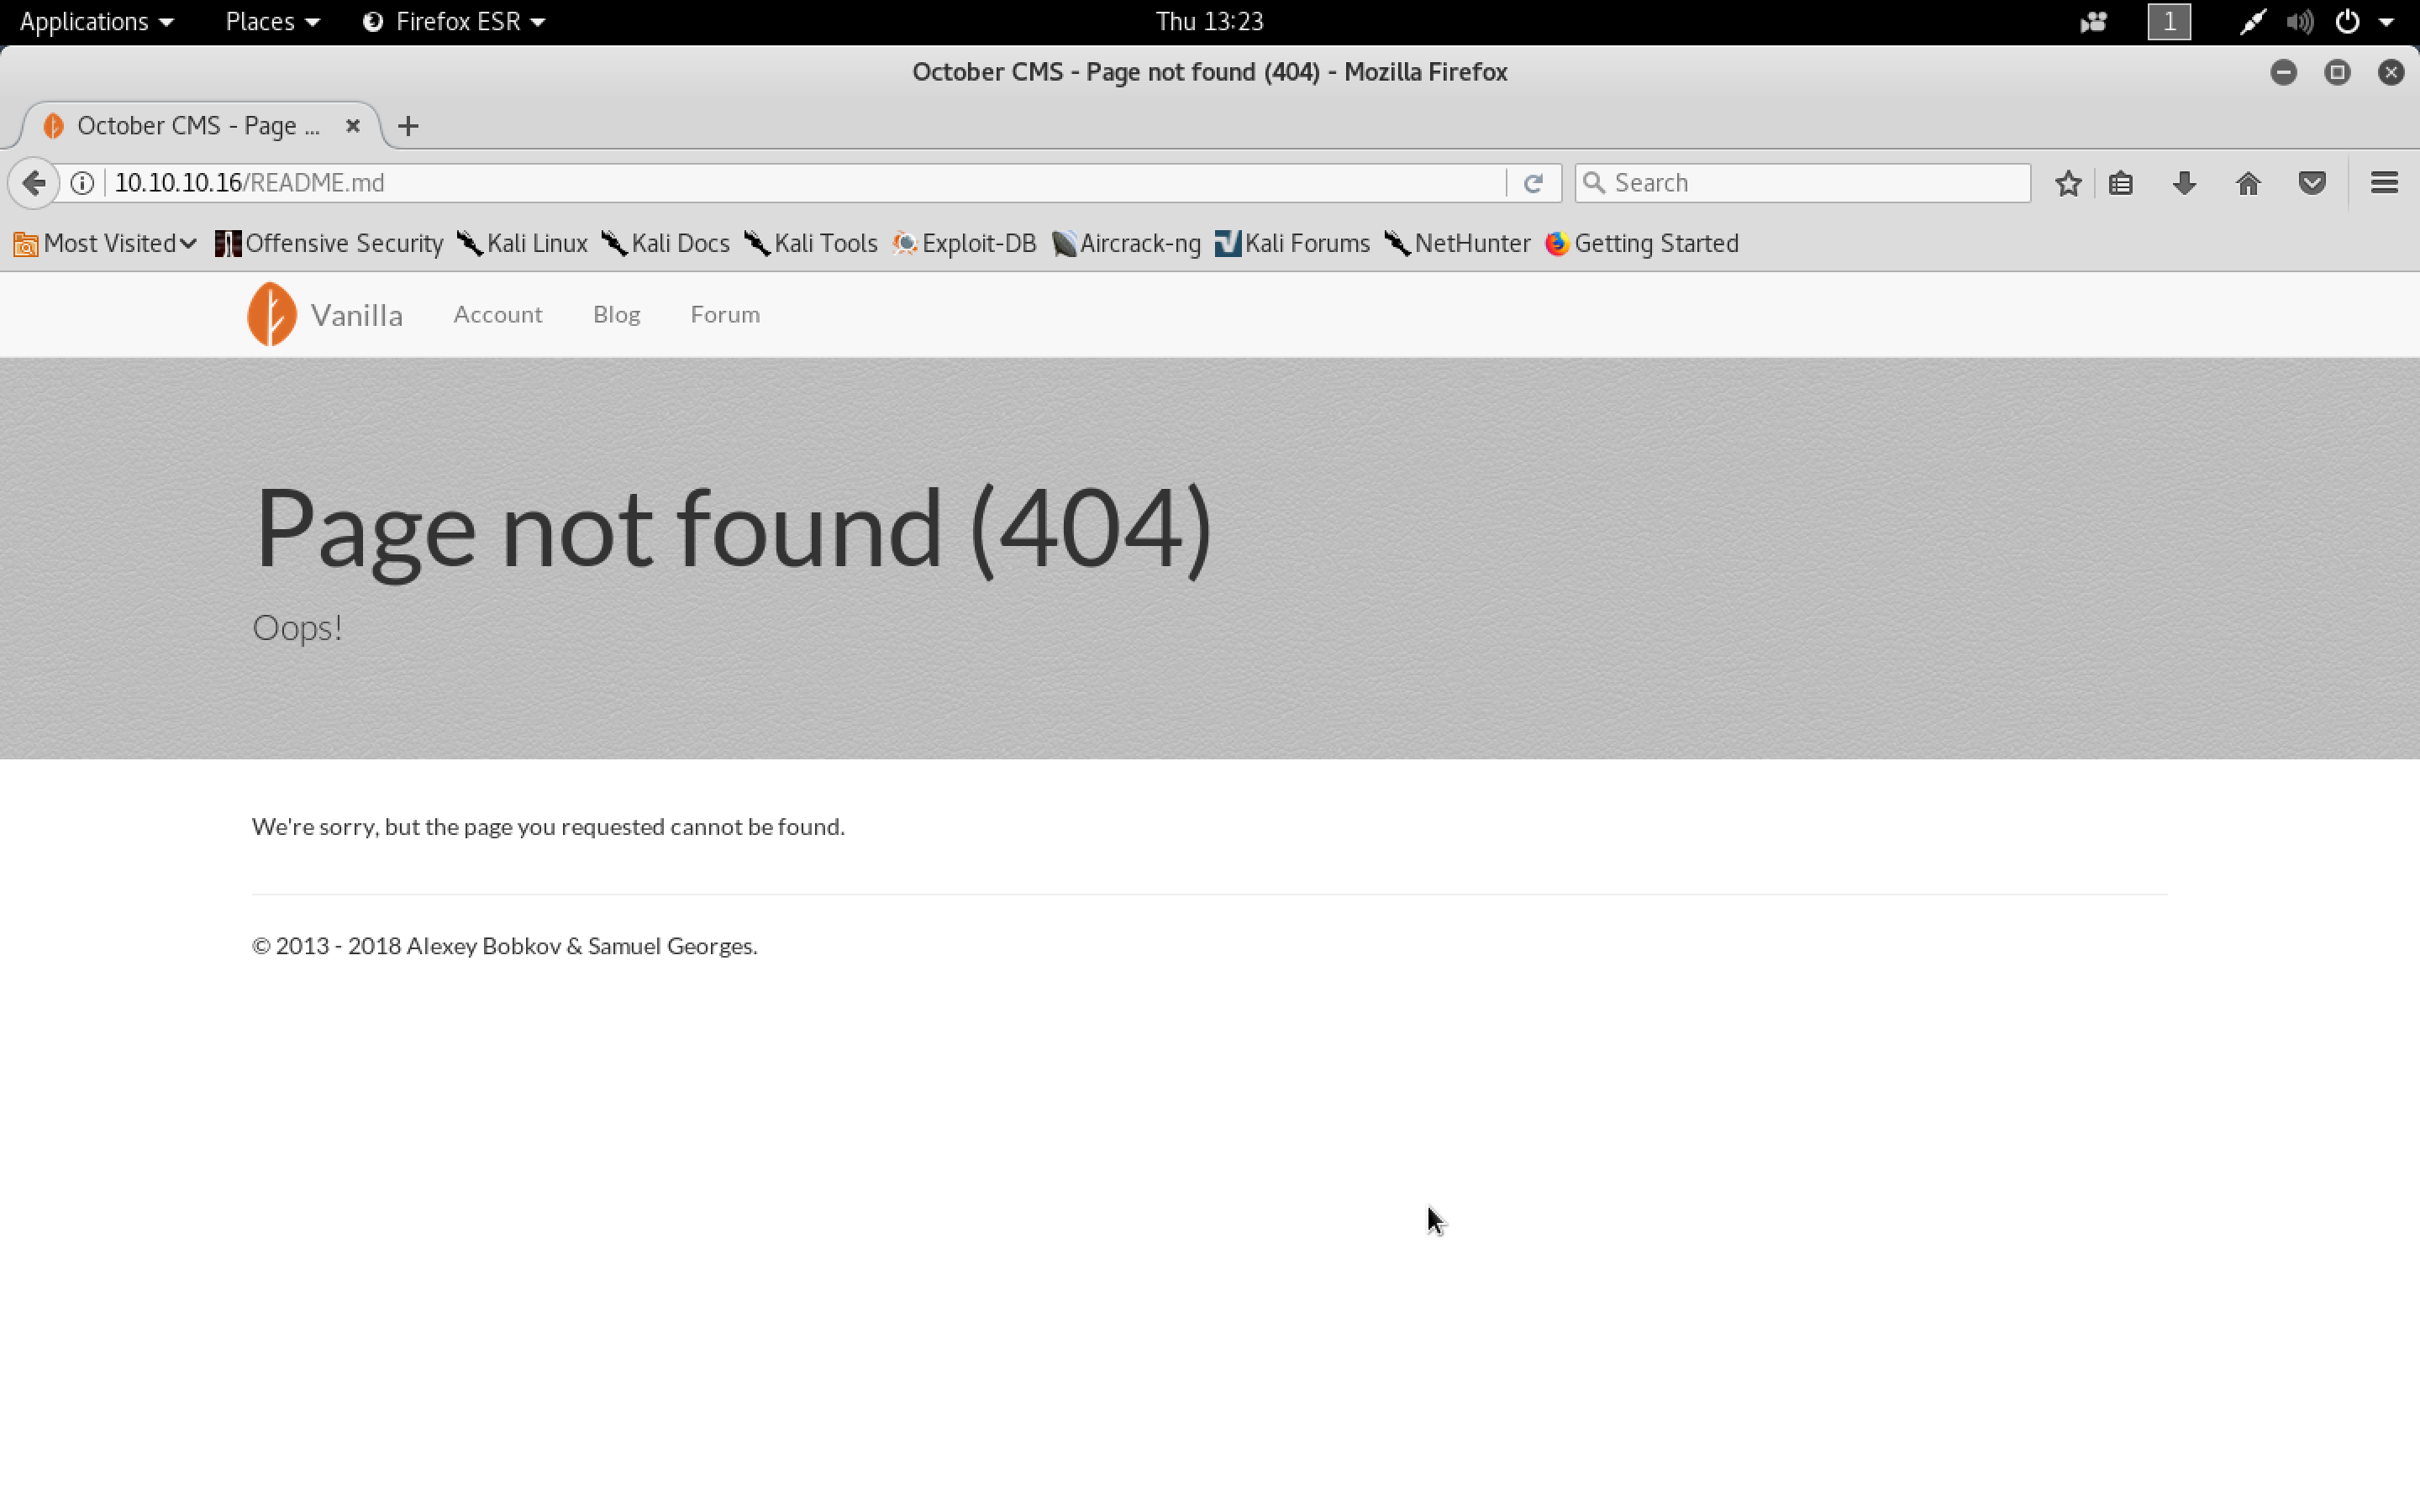 Applications Places Firefox ESR Thu 13:23 1
October CMS - Page not found (404) - Mozilla Firefox
October CMS - Page ...
10.10.10.16/README.md Search
Most Visited Offensive Security Kali Linux Kali Docs Kali Tools Exploit-DB Aircrack-ng Kali Forums NetHunter Getting Started
Vanilla Account Blog Forum
Page not found (404)
Oops!
We're sorry, but the page you requested cannot be found.
© 2013 - 2018 Alexey Bobkov & Samuel Georges.